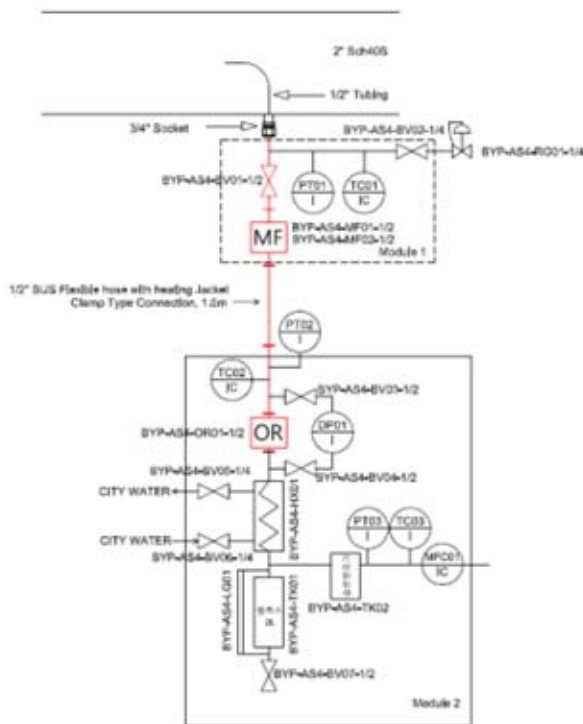 2" Sch40S
1/2" Tubing
3/4" Socket
BYP-AS4-BV02-1/4
BYP-AS4-RG01-1/4
BYP-AS4-BV01-1/2
PT01
I
TC01
IC
MF
BYP-AS4-MF01-1/2
BYP-AS4-MF02-1/2
Module 1
1/2" SUS Flexible hose with heating Jacket
Clamp Type Connection, 1.0m
PT02
I
TC02
IC
BYP-AS4-BV03-1/2
BYP-AS4-OR01-1/2
OR
DP01
I
BYP-AS4-BV04-1/2
BYP-AS4-BV05-1/4
CITY WATER
BYP-AS4-HX01
CITY WATER
BYP-AS4-BV06-1/4
PT03
I
TC03
I
MFC01
IC
BYP-AS4-LG01
BYP-AS4-TK01
2L
BYP-AS4-TK02
BYP-AS4-BV07-1/2
Module 2